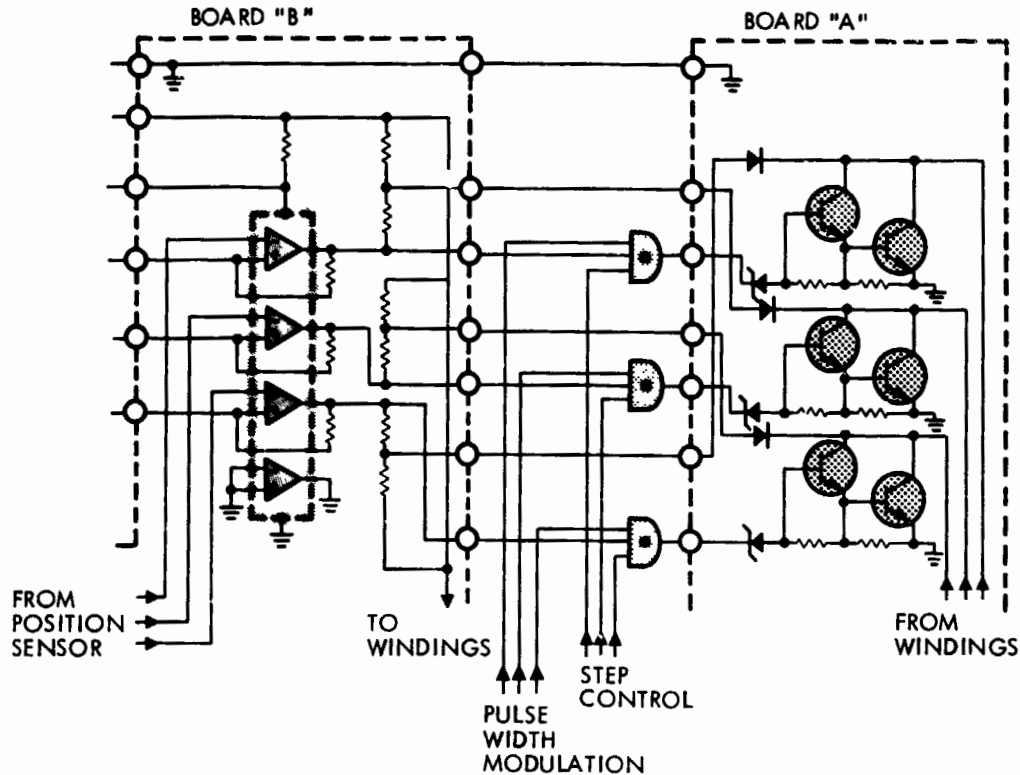 BOARD "B"
BOARD "A"
FROM
POSITION
SENSOR
TO
WINDINGS
PULSE
WIDTH
MODULATION
STEP
CONTROL
FROM
WINDINGS